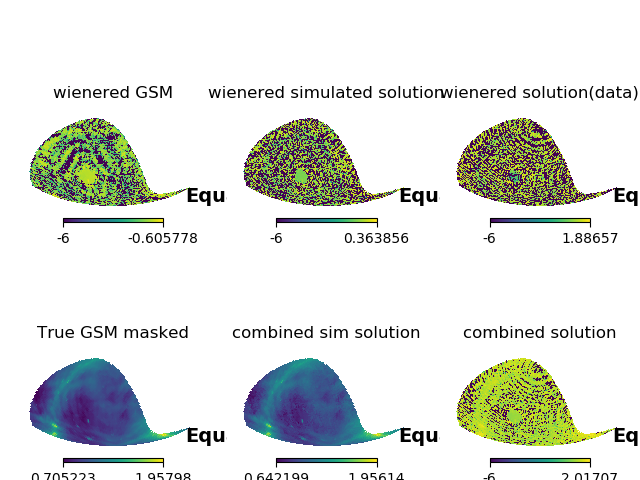 wienered GSM
wienered simulated solution
wienered solution(data)
Equ
Equ
Eq
-6 -0.605778
-6 0.363856
-6 1.88657
True GSM masked
combined sim solution
combined solution
Equ
Equ
Eq
0.705223 1.95798
0.642199 1.95614
-6 2.01707